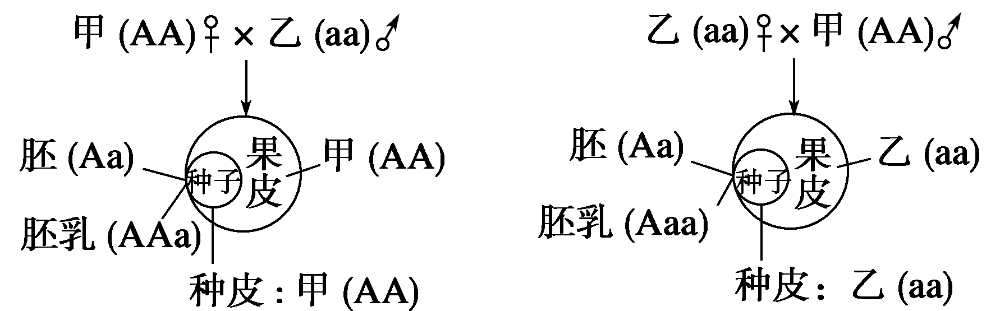 甲 (AA)♀ × 乙 (aa)♂
胚 (Aa)
种子
果皮
甲 (AA)
胚乳 (AAa)
种皮：甲 (AA)
乙 (aa)♀× 甲 (AA)♂
胚 (Aa)
种子
果皮
乙 (aa)
胚乳 (Aaa)
种皮：乙 (aa)